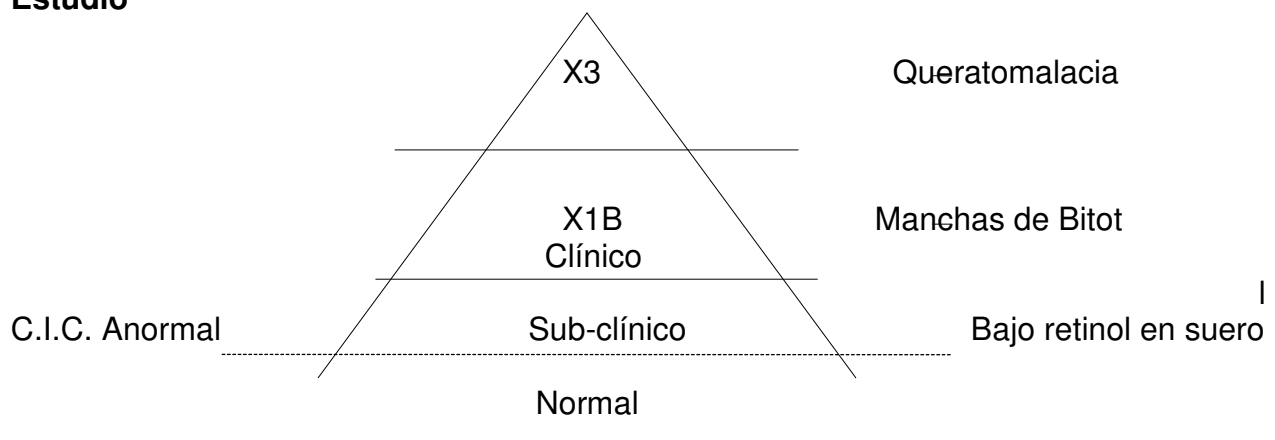 Estudio
X3 Queratomalacia
X1B Manchas de Bitot
Clínico
l
C.I.C. Anormal Sub-clínico Bajo retinol en suero
Normal